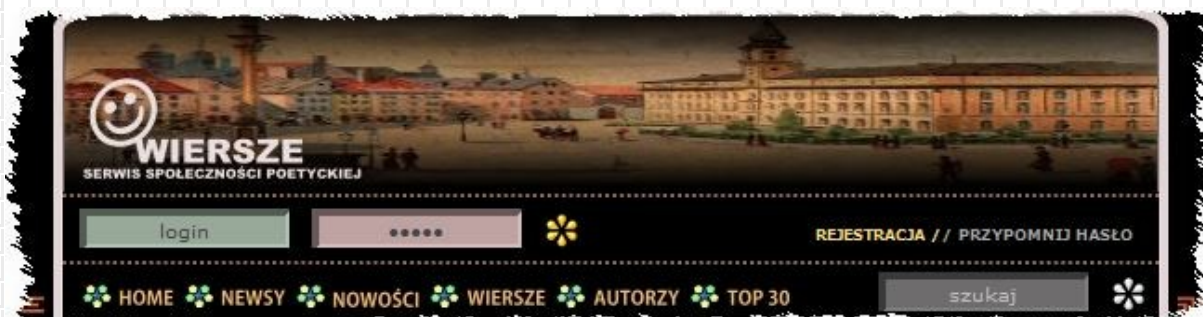 WIERSZE
SERWIS SPOŁECZNOŚCI POETYCKIEJ
login ••••• REJESTRACJA // PRZYPOMNIJ HASŁO
HOME NEWSY NOWOŚCI WIERSZE AUTORZY TOP 30 szukaj